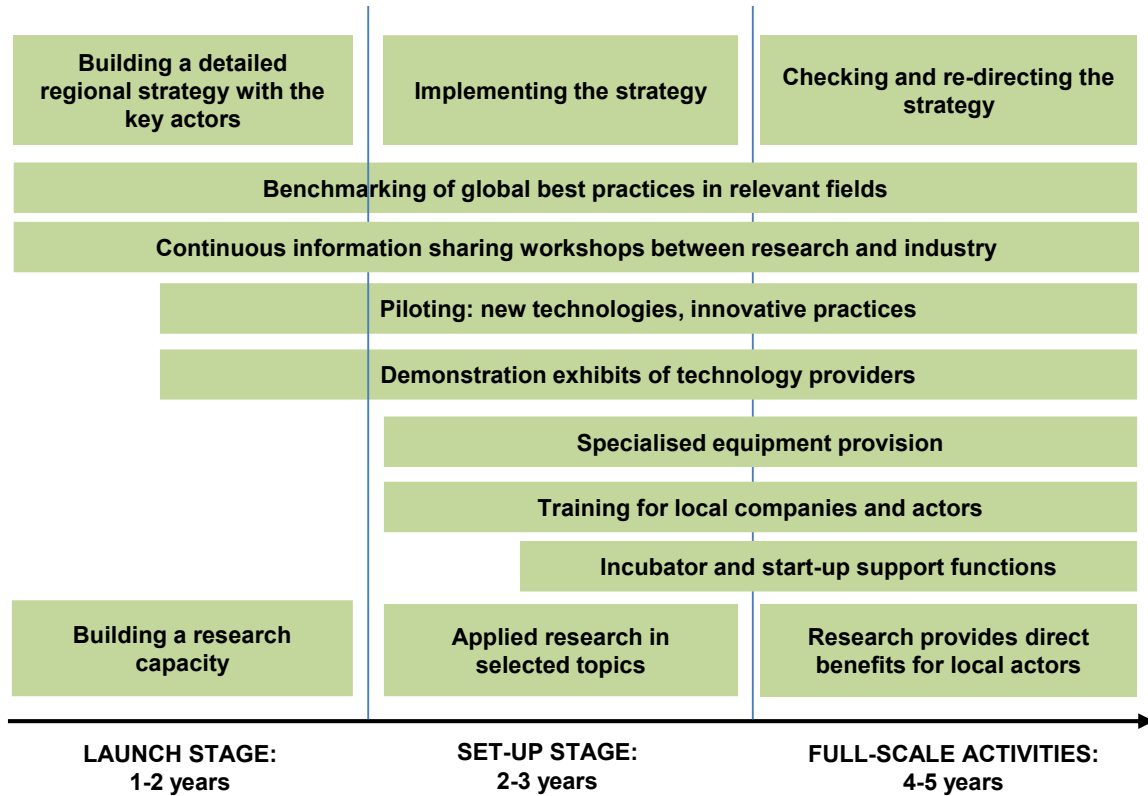 Building a detailed
regional strategy with the
key actors
Implementing the strategy
Checking and re-directing the
strategy
Benchmarking of global best practices in relevant fields
Continuous information sharing workshops between research and industry
Piloting: new technologies, innovative practices
Demonstration exhibits of technology providers
Specialised equipment provision
Training for local companies and actors
Incubator and start-up support functions
Building a research
capacity
Applied research in
selected topics
Research provides direct
benefits for local actors
LAUNCH STAGE:
1-2 years
SET-UP STAGE:
2-3 years
FULL-SCALE ACTIVITIES:
4-5 years